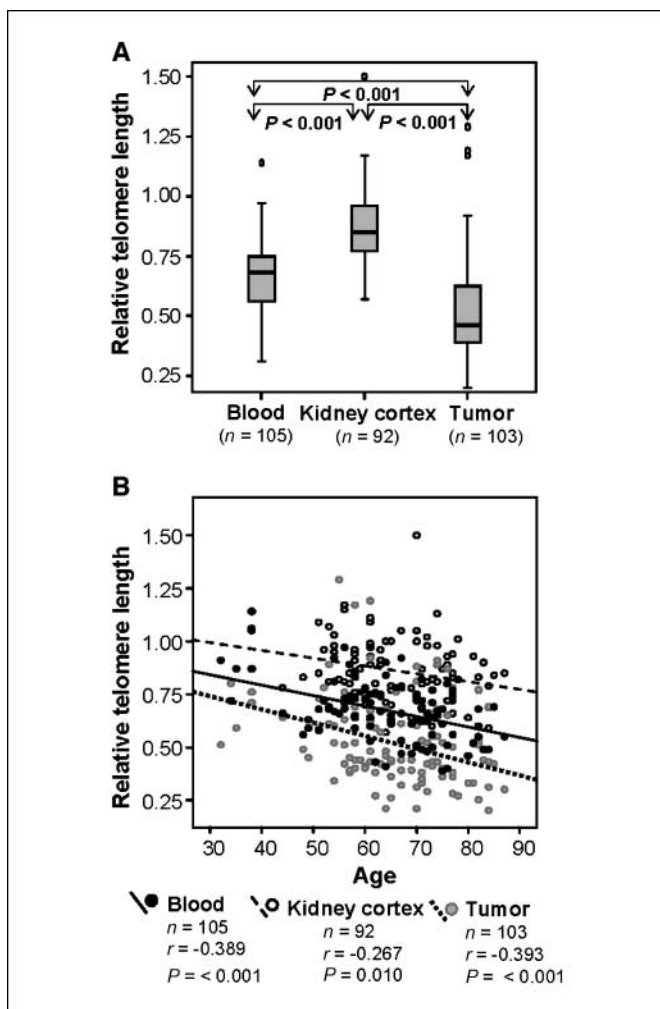 A
Relative telomere length
1.50
1.25
1.00
0.75
0.50
0.25
P < 0.001
P < 0.001
P < 0.001
Blood
(n = 105)
Kidney cortex
(n = 92)
Tumor
(n = 103)
B
Relative telomere length
1.50
1.25
1.00
0.75
0.50
0.25
30 40 50 60 70 80 90
Age
Blood
n = 105
r = -0.389
P = < 0.001
Kidney cortex
n = 92
r = -0.267
P = 0.010
Tumor
n = 103
r = -0.393
P = < 0.001